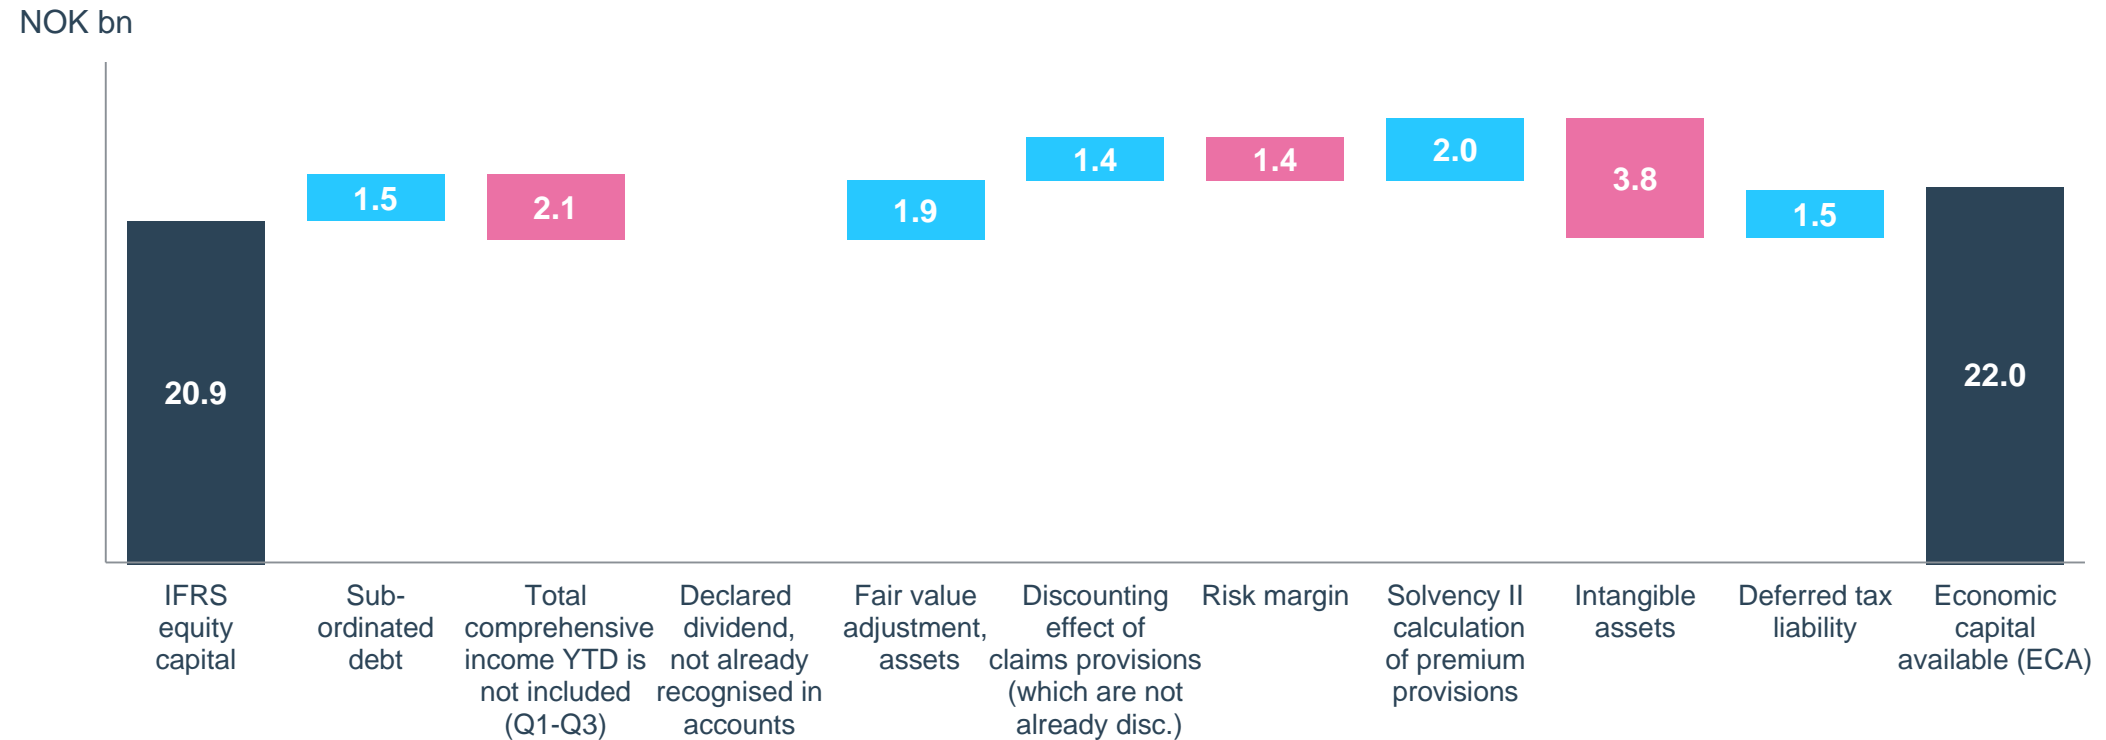 NOK bn
1.5
2.1
1.9
1.4
1.4
2.0
3.8
1.5
20.9
22.0
IFRS
equity
capital
Sub-
ordinated
debt
Total
comprehensive
income YTD is
not included
(Q1-Q3)
Declared
dividend,
not already
recognised in
accounts
Fair value
adjustment,
assets
Discounting
effect of
claims provisions
(which are not
already disc.)
Risk margin
Solvency II
calculation
of premium
provisions
Intangible
assets
Deferred tax
liability
Economic
capital
available (ECA)